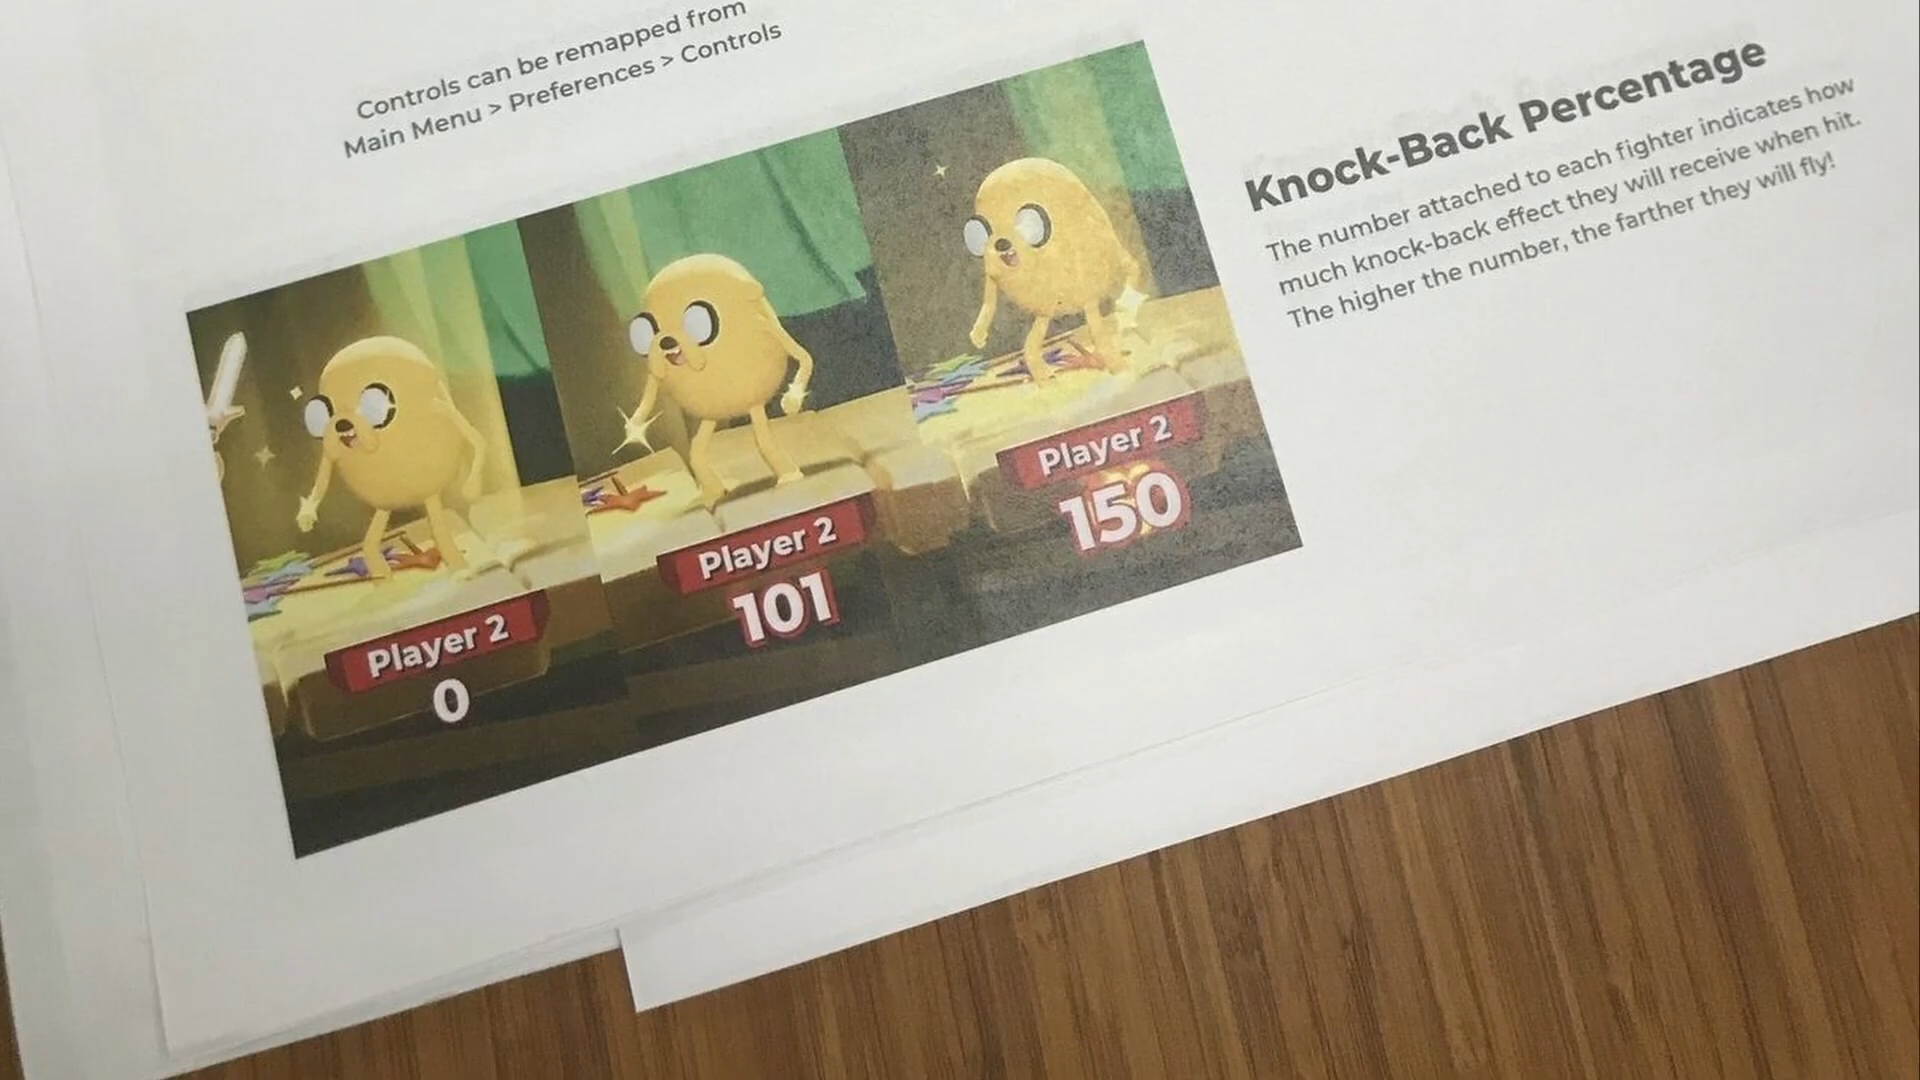 Controls can be remapped from
Main Menu > Preferences > Controls
Player 2
0
Player 2
101
Player 2
150
Knock-Back Percentage
The number attached to each fighter indicates how
much knock-back effect they will receive when hit.
The higher the number, the farther they will fly!